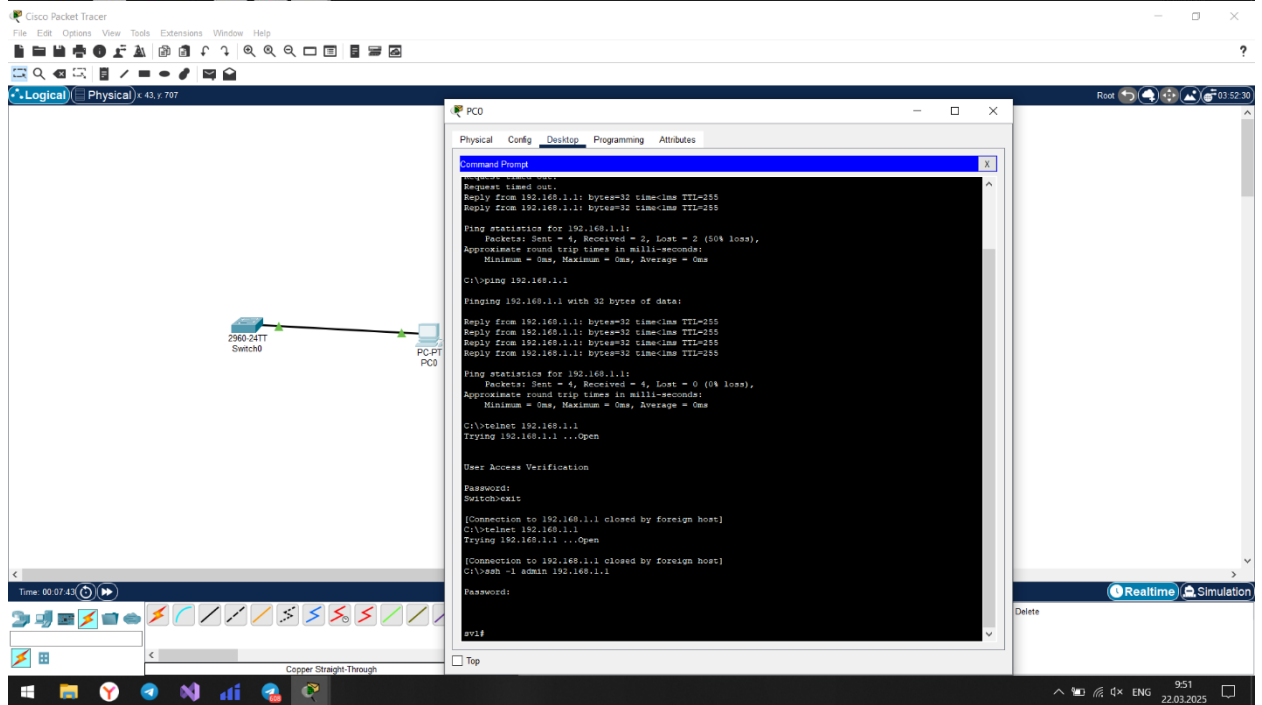 Cisco Packet Tracer
File Edit Options View Tools Extensions Window Help
?
Logical Physical x: 43, y: 707
Root 03:52:30
PC0
Physical Config Desktop Programming Attributes
Command Prompt X
Request timed out.
Request timed out.
Reply from 192.168.1.1: bytes=32 time<1ms TTL=255
Reply from 192.168.1.1: bytes=32 time<1ms TTL=255
Ping statistics for 192.168.1.1:
Packets: Sent = 4, Received = 2, Lost = 2 (50% loss),
Approximate round trip times in milli-seconds:
Minimum = 0ms, Maximum = 0ms, Average = 0ms
C:\>ping 192.168.1.1
Pinging 192.168.1.1 with 32 bytes of data:
Reply from 192.168.1.1: bytes=32 time<1ms TTL=255
Reply from 192.168.1.1: bytes=32 time<1ms TTL=255
Reply from 192.168.1.1: bytes=32 time<1ms TTL=255
Reply from 192.168.1.1: bytes=32 time<1ms TTL=255
Ping statistics for 192.168.1.1:
Packets: Sent = 4, Received = 4, Lost = 0 (0% loss),
Approximate round trip times in milli-seconds:
Minimum = 0ms, Maximum = 0ms, Average = 0ms
C:\>telnet 192.168.1.1
Trying 192.168.1.1 ...Open
User Access Verification
Password:
Switch>exit
[Connection to 192.168.1.1 closed by foreign host]
C:\>telnet 192.168.1.1
Trying 192.168.1.1 ...Open
[Connection to 192.168.1.1 closed by foreign host]
C:\>ssh -l admin 192.168.1.1
Password:
sv1#
Top
2960-24TT
Switch0
PC-PT
PC0
Time: 00:07:43
Realtime Simulation
Delete
Copper Straight-Through
ENG
9:51
22.03.2025